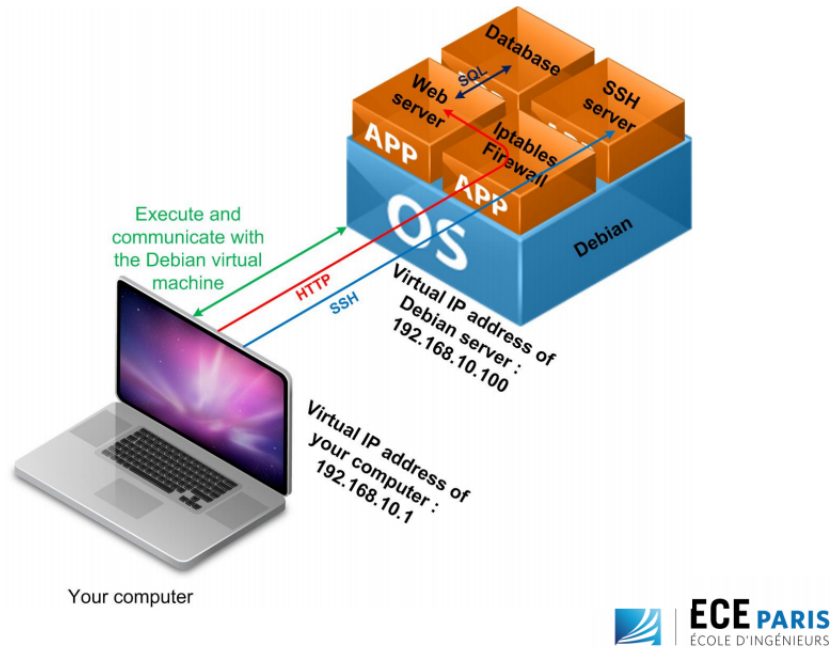 Database
SQL
Web
server
SSH
server
Iptables
Firewall
APP
APP
OS
Debian
Execute and
communicate with
the Debian virtual
machine
HTTP
SSH
Virtual IP address of
Debian server :
192.168.10.100
Virtual IP address of
your computer :
192.168.10.1
Your computer
ECE PARIS
ÉCOLE D'INGÉNIEURS